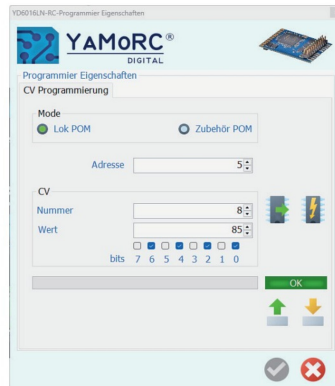 YD6016LN-RC-Programmier Eigenschaften
YAMoRC®
DIGITAL
Programmier Eigenschaften
CV Programmierung
Mode
Lok POM
Zubehör POM
Adresse
5
CV
Nummer
8
Wert
85
bits 7 6 5 4 3 2 1 0
OK